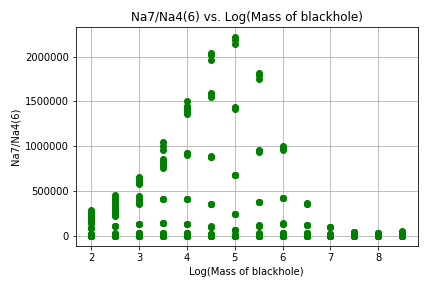 Na7/Na4(6) vs. Log(Mass of blackhole)
Na7/Na4(6)
2000000
1500000
1000000
500000
0
2 3 4 5 6 7 8
Log(Mass of blackhole)